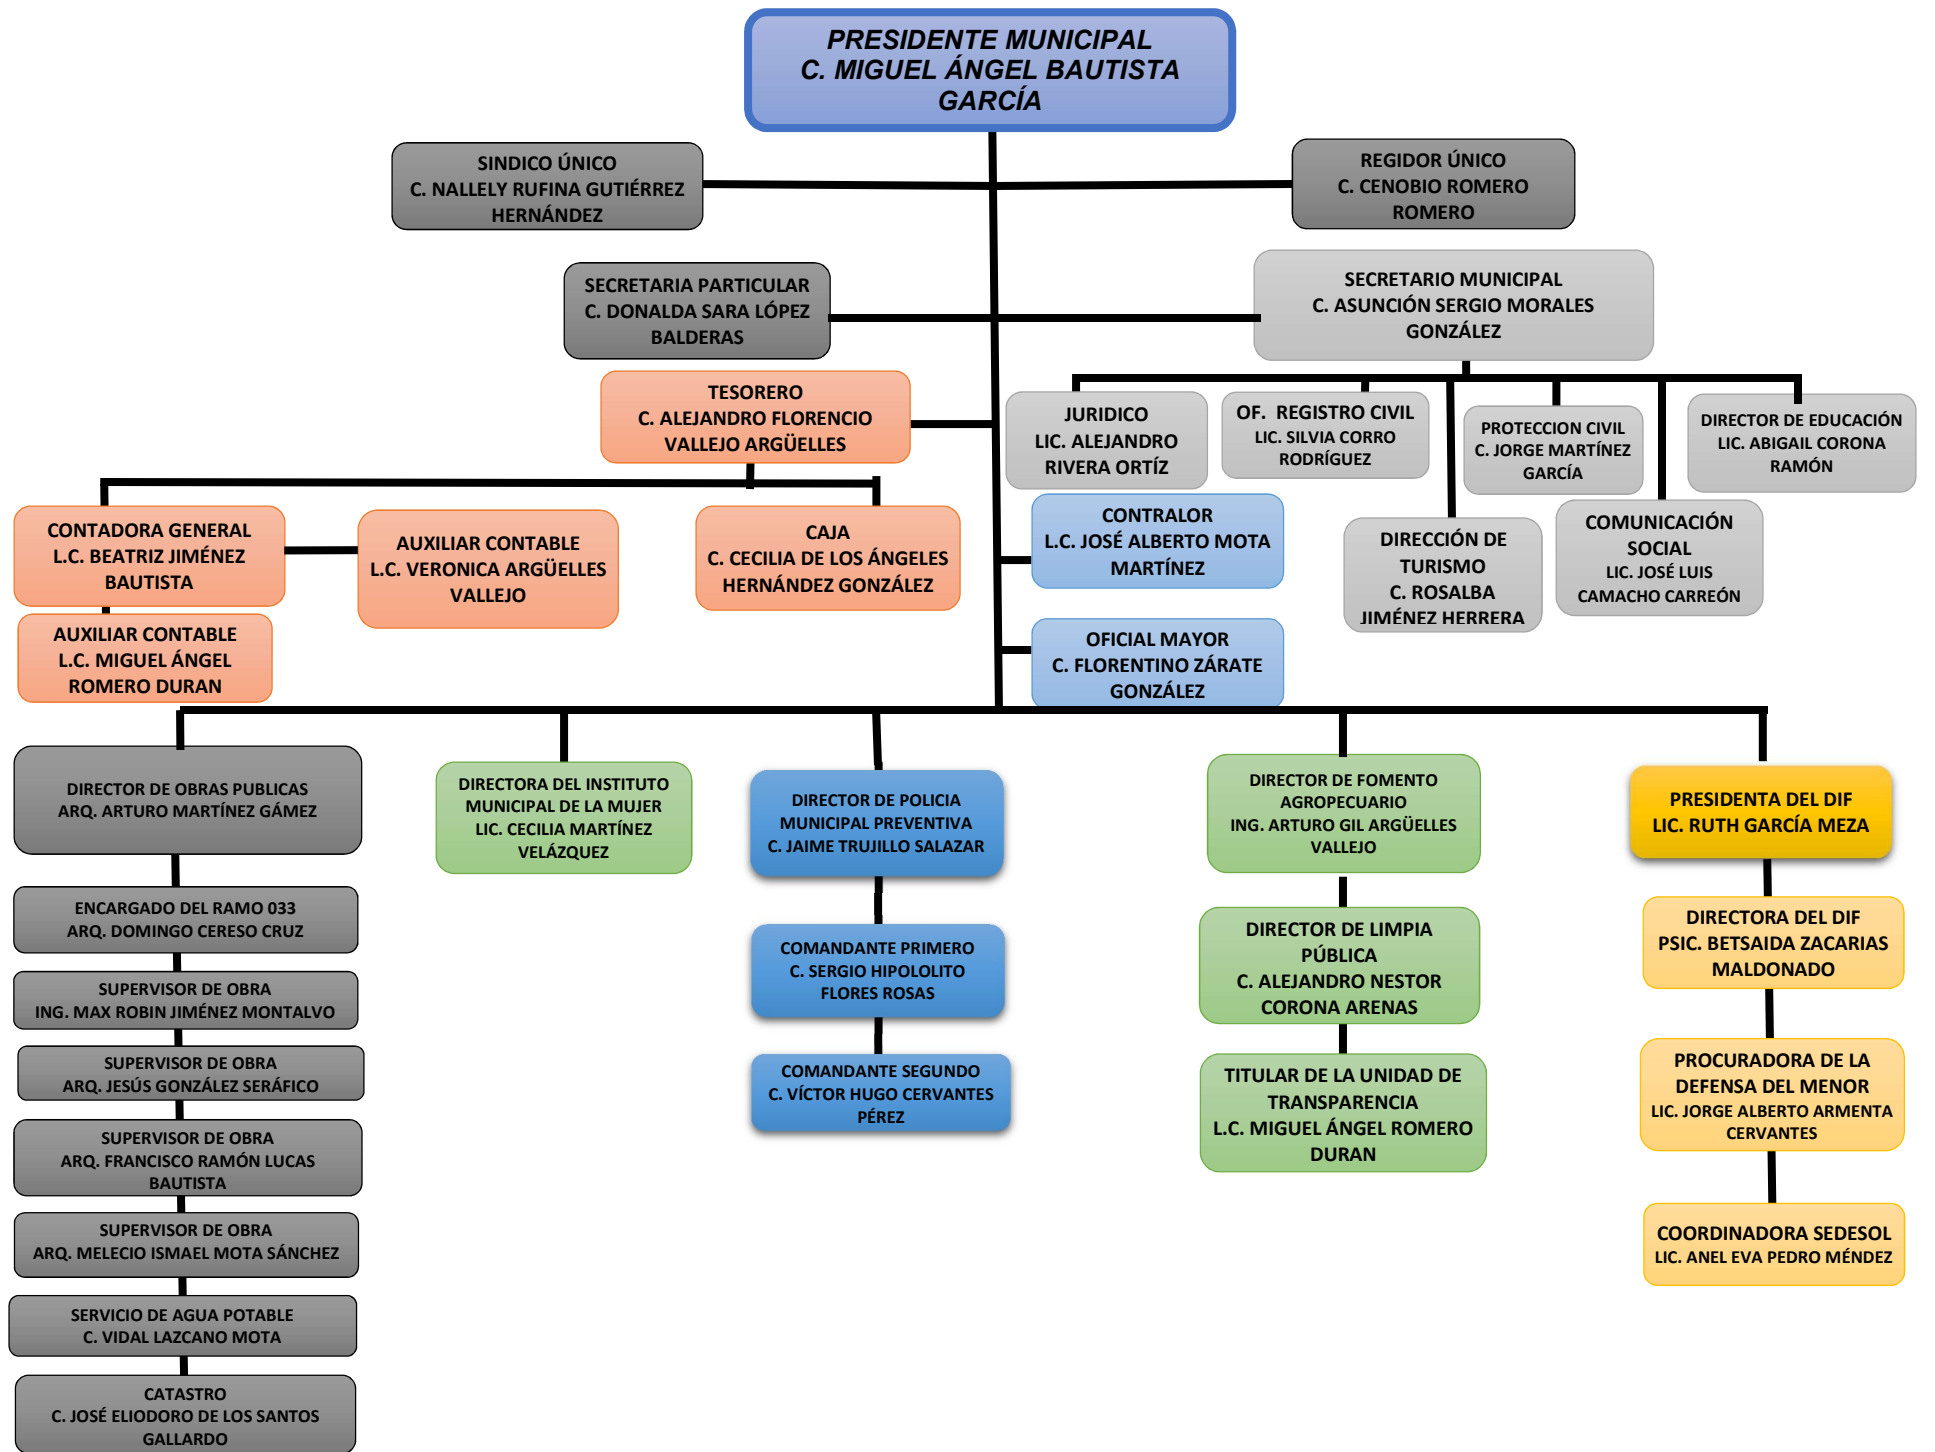 PRESIDENTE MUNICIPAL
C. MIGUEL ÁNGEL BAUTISTA
GARCÍA
SINDICO ÚNICO
C. NALLELY RUFINA GUTIÉRREZ
HERNÁNDEZ
REGIDOR ÚNICO
C. CENOBIO ROMERO
ROMERO
SECRETARIA PARTICULAR
C. DONALDA SARA LÓPEZ
BALDERAS
SECRETARIO MUNICIPAL
C. ASUNCIÓN SERGIO MORALES
GONZÁLEZ
TESORERO
C. ALEJANDRO FLORENCIO
VALLEJO ARGÜELLES
JURIDICO
LIC. ALEJANDRO
RIVERA ORTÍZ
OF. REGISTRO CIVIL
LIC. SILVIA CORRO
RODRÍGUEZ
PROTECCION CIVIL
C. JORGE MARTÍNEZ
GARCÍA
DIRECTOR DE EDUCACIÓN
LIC. ABIGAIL CORONA
RAMÓN
CONTADORA GENERAL
L.C. BEATRIZ JIMÉNEZ
BAUTISTA
AUXILIAR CONTABLE
L.C. VERONICA ARGÜELLES
VALLEJO
CAJA
C. CECILIA DE LOS ÁNGELES
HERNÁNDEZ GONZÁLEZ
CONTRALOR
L.C. JOSÉ ALBERTO MOTA
MARTÍNEZ
DIRECCIÓN DE
TURISMO
C. ROSALBA
JIMÉNEZ HERRERA
COMUNICACIÓN
SOCIAL
LIC. JOSÉ LUIS
CAMACHO CARREÓN
AUXILIAR CONTABLE
L.C. MIGUEL ÁNGEL
ROMERO DURAN
OFICIAL MAYOR
C. FLORENTINO ZÁRATE
GONZÁLEZ
DIRECTOR DE OBRAS PUBLICAS
ARQ. ARTURO MARTÍNEZ GÁMEZ
DIRECTORA DEL INSTITUTO
MUNICIPAL DE LA MUJER
LIC. CECILIA MARTÍNEZ
VELÁZQUEZ
DIRECTOR DE POLICIA
MUNICIPAL PREVENTIVA
C. JAIME TRUJILLO SALAZAR
DIRECTOR DE FOMENTO
AGROPECUARIO
ING. ARTURO GIL ARGÜELLES
VALLEJO
PRESIDENTA DEL DIF
LIC. RUTH GARCÍA MEZA
ENCARGADO DEL RAMO 033
ARQ. DOMINGO CERESO CRUZ
COMANDANTE PRIMERO
C. SERGIO HIPOLOLITO
FLORES ROSAS
DIRECTOR DE LIMPIA
PÚBLICA
C. ALEJANDRO NESTOR
CORONA ARENAS
DIRECTORA DEL DIF
PSIC. BETSAIDA ZACARIAS
MALDONADO
SUPERVISOR DE OBRA
ING. MAX ROBIN JIMÉNEZ MONTALVO
SUPERVISOR DE OBRA
ARQ. JESÚS GONZÁLEZ SERÁFICO
COMANDANTE SEGUNDO
C. VÍCTOR HUGO CERVANTES
PÉREZ
TITULAR DE LA UNIDAD DE
TRANSPARENCIA
L.C. MIGUEL ÁNGEL ROMERO
DURAN
PROCURADORA DE LA
DEFENSA DEL MENOR
LIC. JORGE ALBERTO ARMENTA
CERVANTES
SUPERVISOR DE OBRA
ARQ. FRANCISCO RAMÓN LUCAS
BAUTISTA
SUPERVISOR DE OBRA
ARQ. MELECIO ISMAEL MOTA SÁNCHEZ
COORDINADORA SEDESOL
LIC. ANEL EVA PEDRO MÉNDEZ
SERVICIO DE AGUA POTABLE
C. VIDAL LAZCANO MOTA
CATASTRO
C. JOSÉ ELIODORO DE LOS SANTOS
GALLARDO